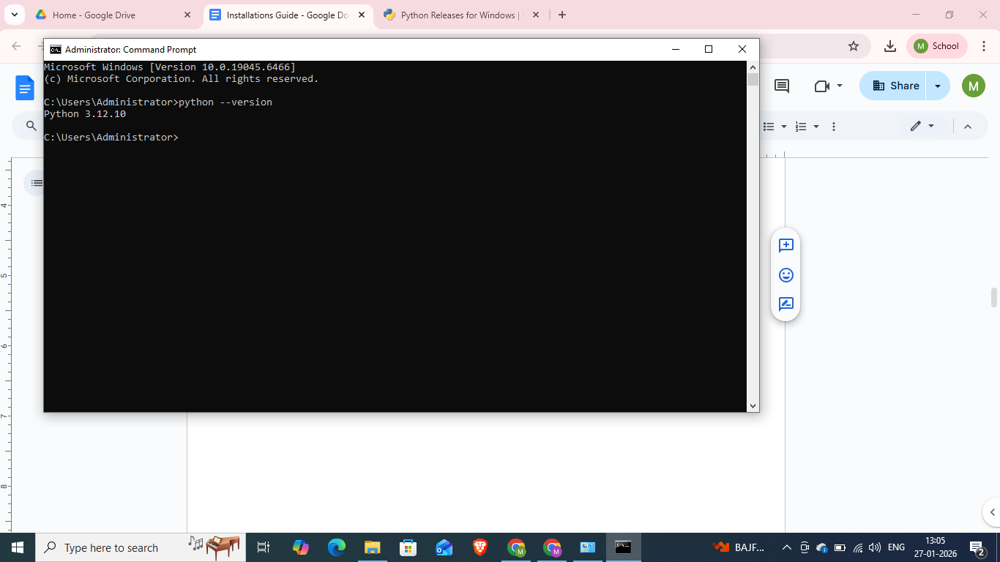 Home - Google Drive
Installations Guide - Google Do
Python Releases for Windows |
School
M
Administrator: Command Prompt
Microsoft Windows [Version 10.0.19045.6466]
(c) Microsoft Corporation. All rights reserved.
C:\Users\Administrator>python --version
Python 3.12.10
C:\Users\Administrator>
Share
M
4
5
6
7
8
Type here to search
BAJF...
ENG
13:05
27-01-2026
2